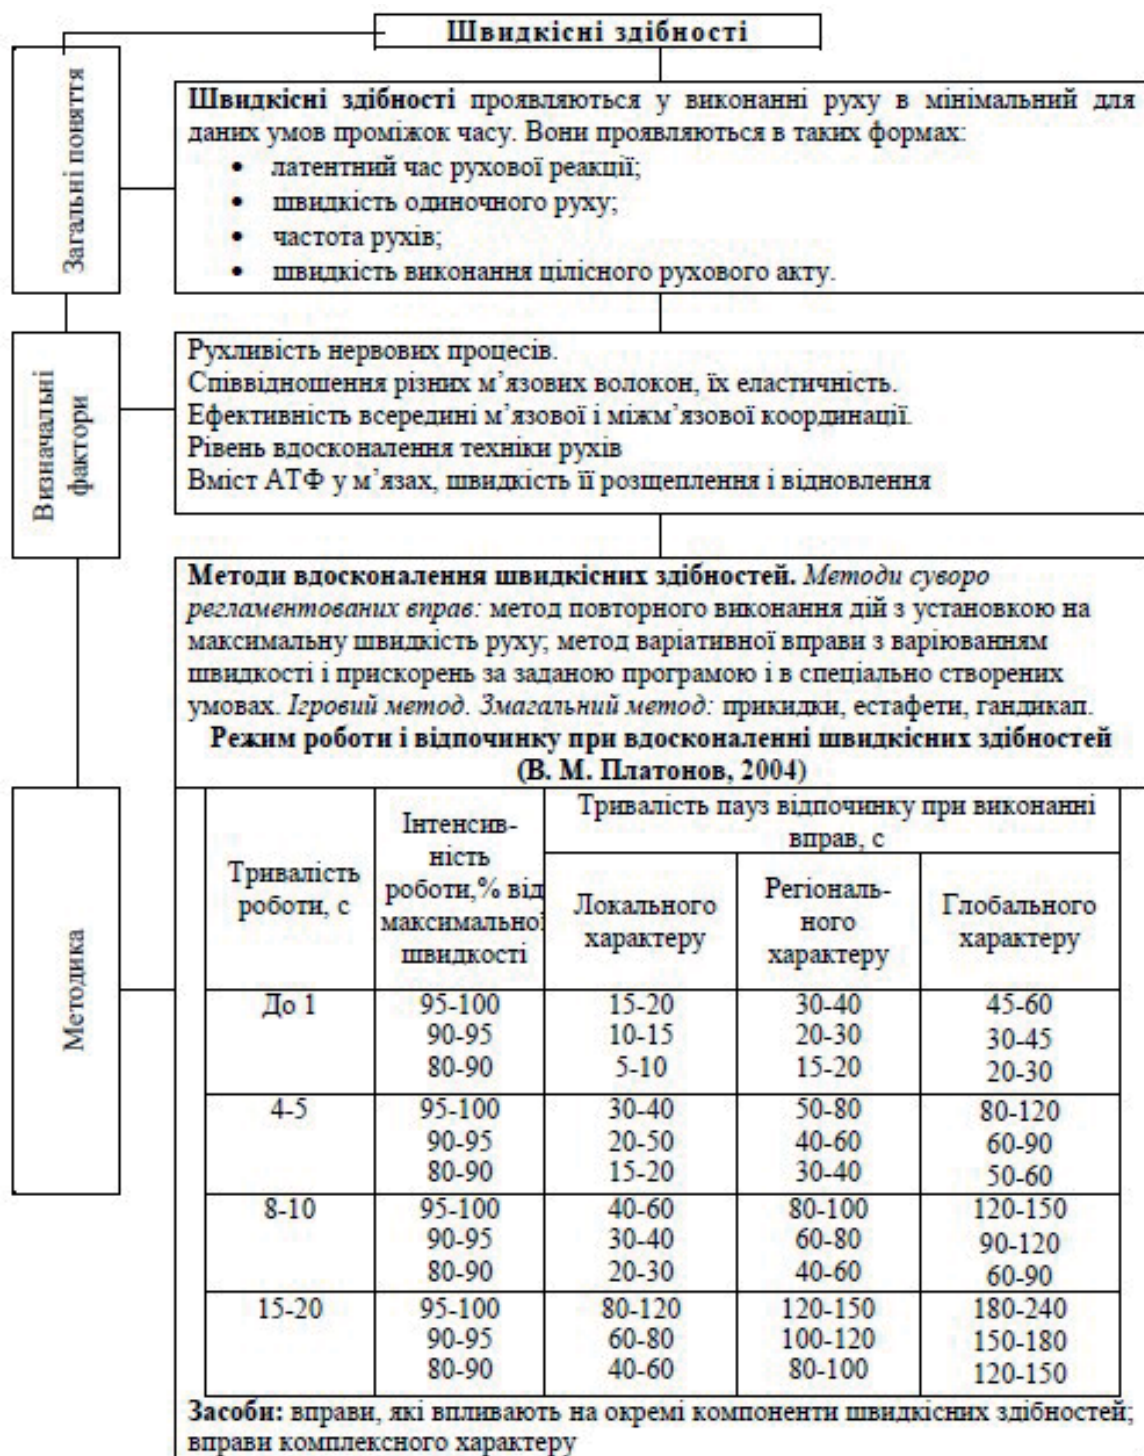 Швидкісні здібності
Загальні поняття
Швидкісні здібності проявляються у виконанні руху в мінімальний для
даних умов проміжок часу. Вони проявляються в таких формах:
• латентний час рухової реакції;
• швидкість одиночного руху;
• частота рухів;
• швидкість виконання цілісного рухового акту.
Визначальні
фактори
Рухливість нервових процесів.
Співвідношення різних м’язових волокон, їх еластичність.
Ефективність всередині м’язової і міжм’язової координації.
Рівень вдосконалення техніки рухів
Вміст АТФ у м’язах, швидкість її розщеплення і відновлення
Методика
Методи вдосконалення швидкісних здібностей. Методи суворо
регламентованих вправ: метод повторного виконання дій з установкою на
максимальну швидкість руху; метод варіативної вправи з варіюванням
швидкості і прискорень за заданою програмою і в спеціально створених
умовах. Ігровий метод. Змагальний метод: прикидки, естафети, гандикап.
Режим роботи і відпочинку при вдосконаленні швидкісних здібностей
(В. М. Платонов, 2004)
Тривалість
роботи, с
Інтенсив-
ність
роботи,% від
максимальної
швидкості
Тривалість пауз відпочинку при виконанні
вправ, с
Локального
характеру
Регіональ-
ного
характеру
Глобального
характеру
До 1 95-100 15-20 30-40 45-60
90-95 10-15 20-30 30-45
80-90 5-10 15-20 20-30
4-5 95-100 30-40 50-80 80-120
90-95 20-50 40-60 60-90
80-90 15-20 30-40 50-60
8-10 95-100 40-60 80-100 120-150
90-95 30-40 60-80 90-120
80-90 20-30 40-60 60-90
15-20 95-100 80-120 120-150 180-240
90-95 60-80 100-120 150-180
80-90 40-60 80-100 120-150
Засоби: вправи, які впливають на окремі компоненти швидкісних здібностей;
вправи комплексного характеру